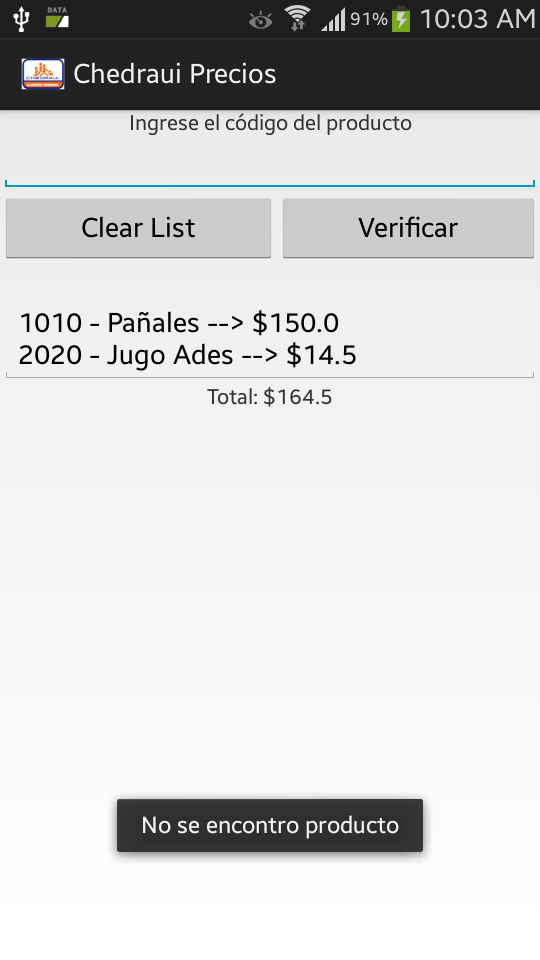 DATA
91% 10:03 AM
CHEDRAUI
Chedraui Precios
Ingrese el código del producto
Clear List
Verificar
1010 - Pañales --> $150.0
2020 - Jugo Ades --> $14.5
Total: $164.5
No se encontro producto